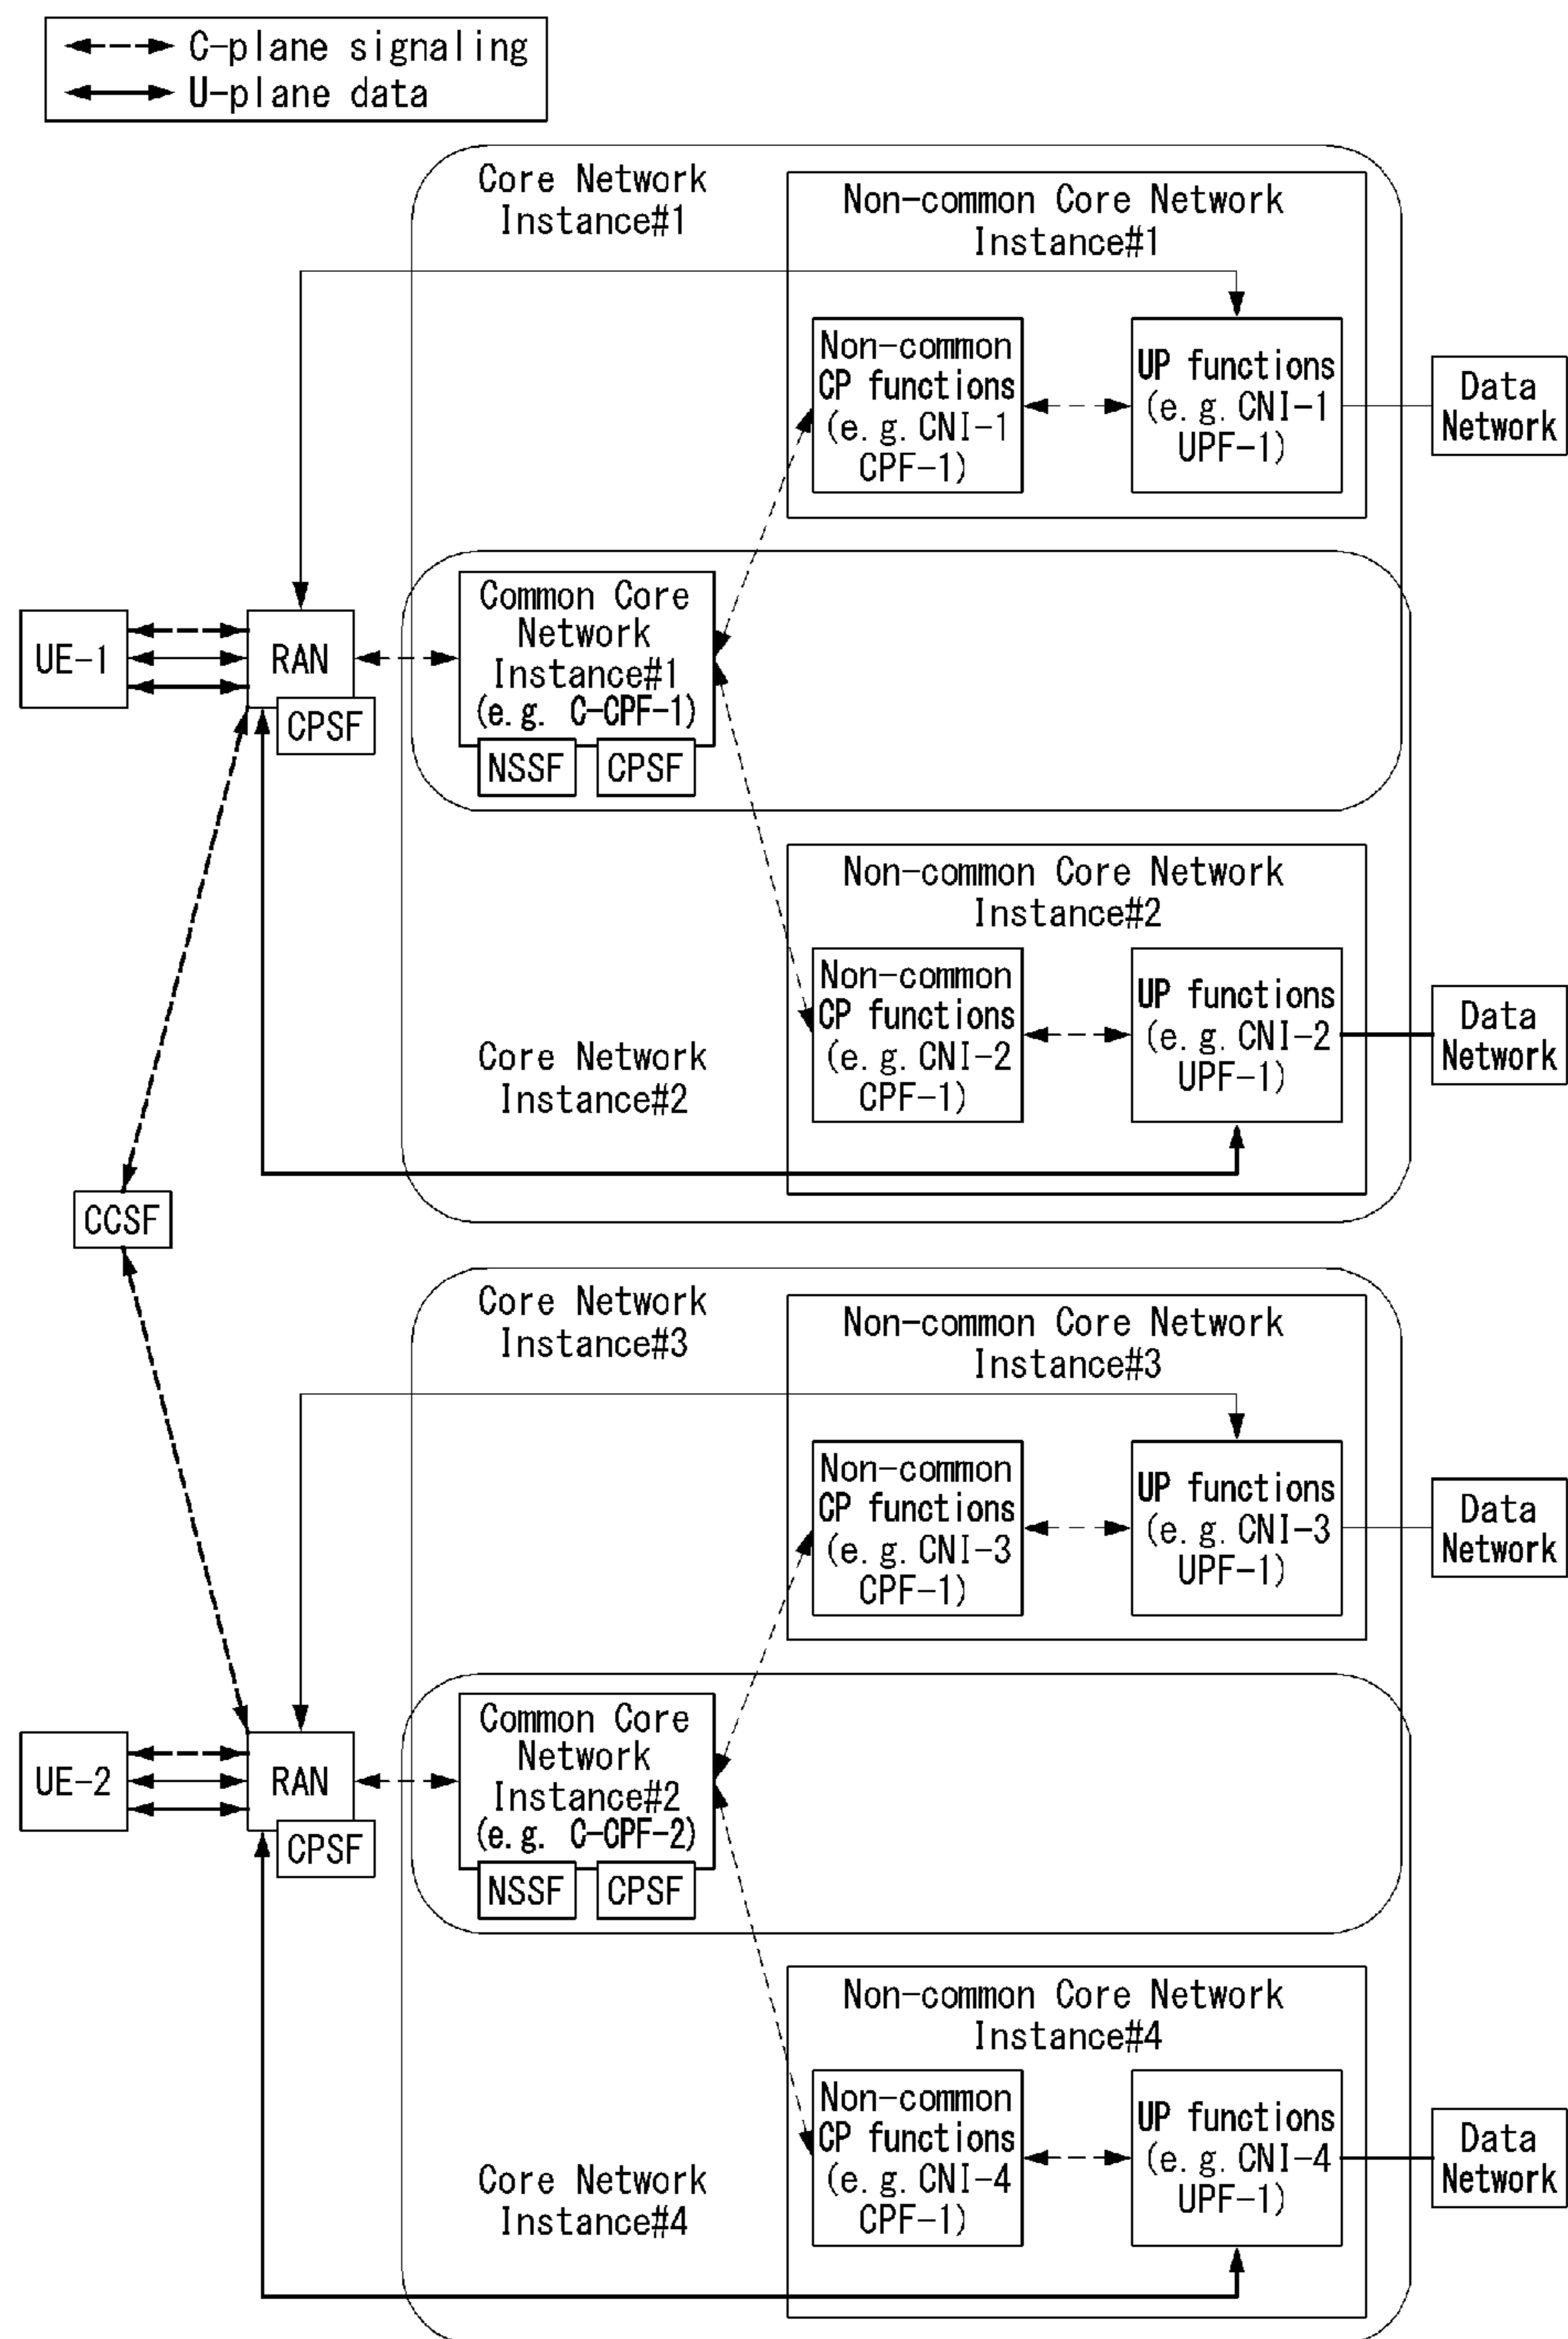 C-plane signaling
U-plane data
Core Network
Instance#1
Non-common Core Network
Instance#1
Non-common
CP functions
(e.g.CNI-1
CPF-1)
UP functions
(e.g.CNI-1
UPF-1)
Data
Network
UE-1
RAN
CPSF
Common Core
Network
Instance#1
(e.g. C-CPF-1)
NSSF
CPSF
Non-common Core Network
Instance#2
Non-common
CP functions
(e.g.CNI-2
CPF-1)
UP functions
(e.g.CNI-2
UPF-1)
Data
Network
Core Network
Instance#2
CCSF
Core Network
Instance#3
Non-common Core Network
Instance#3
Non-common
CP functions
(e.g.CNI-3
CPF-1)
UP functions
(e.g.CNI-3
UPF-1)
Data
Network
UE-2
RAN
CPSF
Common Core
Network
Instance#2
(e.g. C-CPF-2)
NSSF
CPSF
Non-common Core Network
Instance#4
Non-common
CP functions
(e.g.CNI-4
CPF-1)
UP functions
(e.g.CNI-4
UPF-1)
Data
Network
Core Network
Instance#4